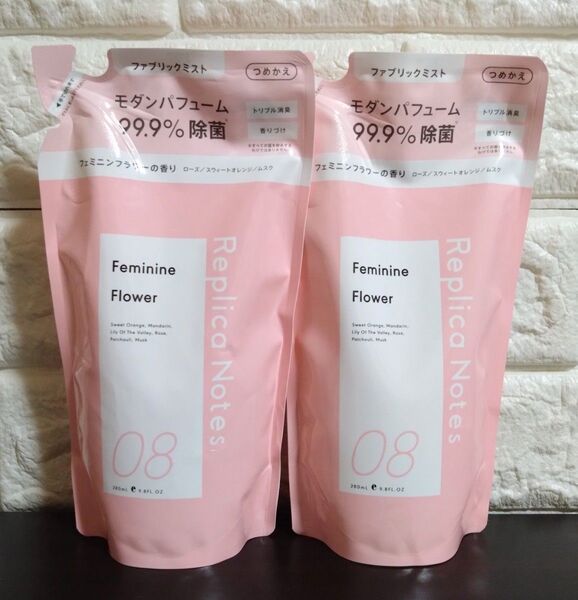 ファブリックミスト
つめかえ
モダンパフューム
99.9% 除菌
トリプル消臭
香りづけ
フェミニンフラワーの香り ローズ/スウィートオレンジ/ムスク
Feminine
Flower
Sweet Orange, Mandarin,
Lily Of The Valley, Rose,
Patchouli, Musk
Replica Notes
08
280mL e 9.8FL.OZ
ファブリックミスト
つめかえ
モダンパフューム
99.9% 除菌
トリプル消臭
香りづけ
フェミニンフラワーの香り ローズ/スウィートオレンジ/ムスク
Feminine
Flower
Sweet Orange, Mandarin,
Lily Of The Valley, Rose,
Patchouli, Musk
Replica Notes
08
280mL e 9.8FL.OZ